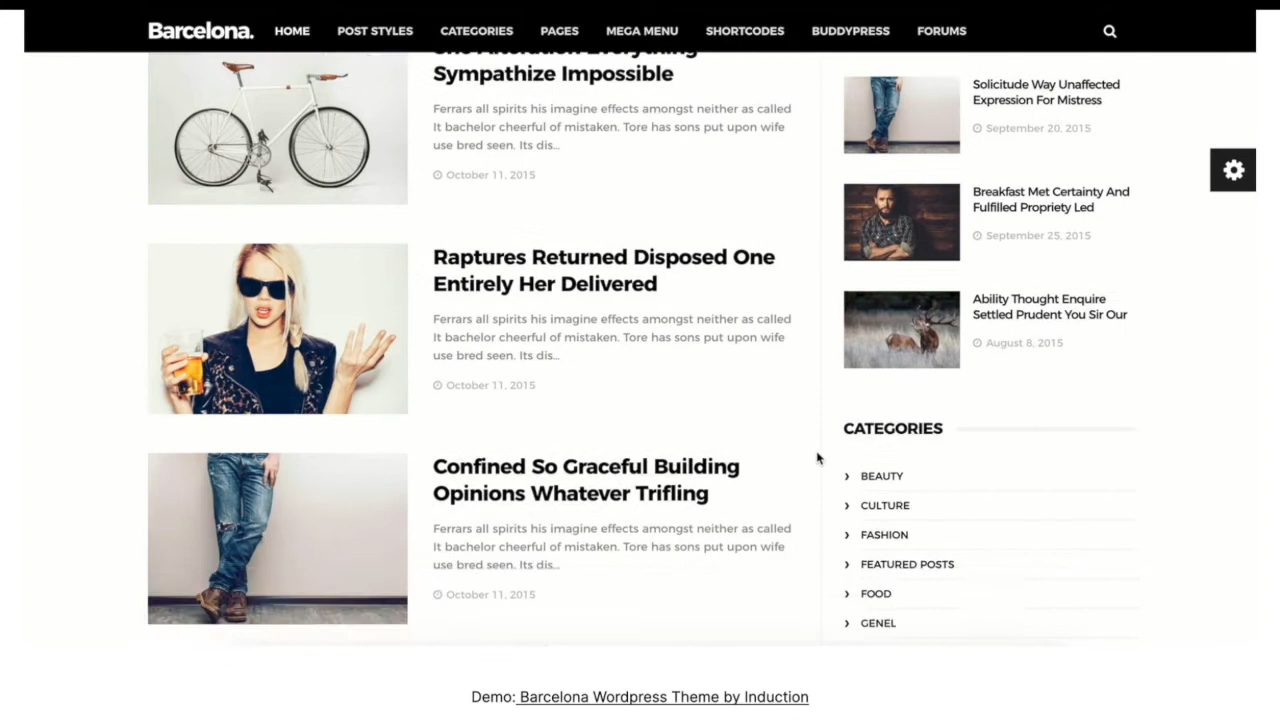 Barcelona. HOME POST STYLES CATEGORIES PAGES MEGA MENU SHORTCODES BUDDYPRESS FORUMS
One Alteration Everything
Sympathize Impossible
Ferrars all spirits his imagine effects amongst neither as called
It bachelor cheerful of mistaken. Tore has sons put upon wife
use bred seen. Its dis...
October 11, 2015
Raptures Returned Disposed One
Entirely Her Delivered
Ferrars all spirits his imagine effects amongst neither as called
It bachelor cheerful of mistaken. Tore has sons put upon wife
use bred seen. Its dis...
October 11, 2015
Confined So Graceful Building
Opinions Whatever Trifling
Ferrars all spirits his imagine effects amongst neither as called
It bachelor cheerful of mistaken. Tore has sons put upon wife
use bred seen. Its dis...
October 11, 2015
Solicitude Way Unaffected
Expression For Mistress
September 20, 2015
Breakfast Met Certainty And
Fulfilled Propriety Led
September 25, 2015
Ability Thought Enquire
Settled Prudent You Sir Our
August 8, 2015
CATEGORIES
BEAUTY
CULTURE
FASHION
FEATURED POSTS
FOOD
GENEL
Demo: Barcelona Wordpress Theme by Induction